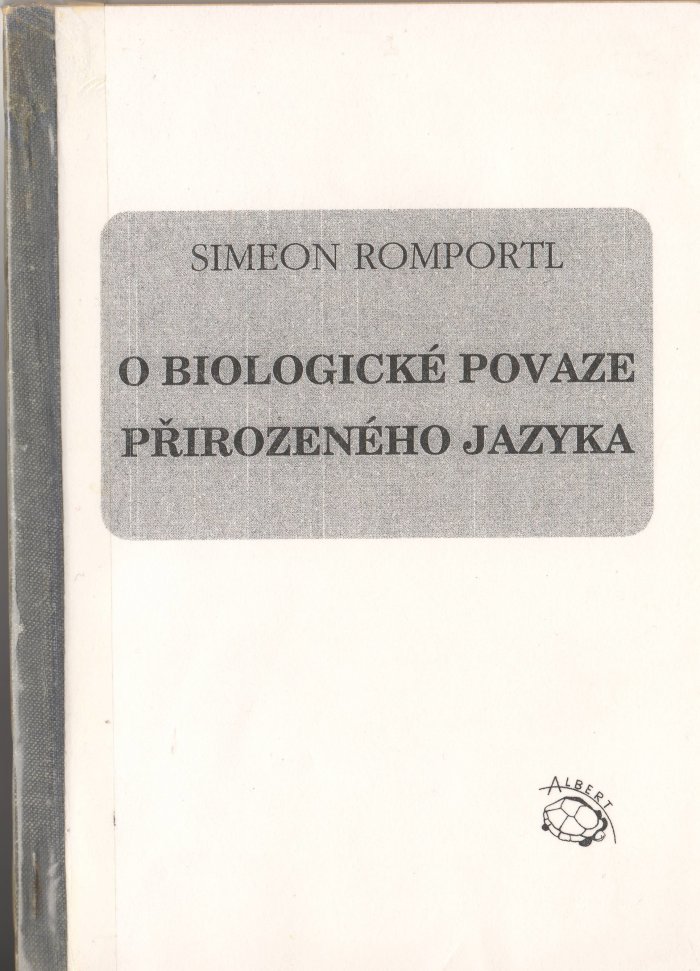 SIMEON ROMPORTL
O BIOLOGICKÉ POVAZE
PŘIROZENÉHO JAZYKA
ALBERT